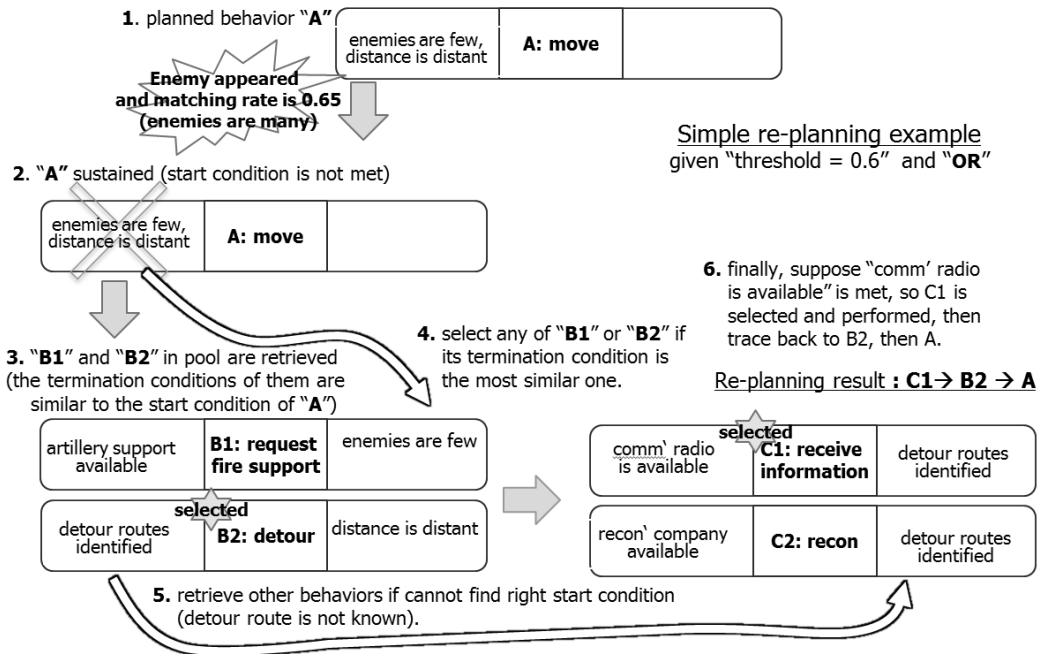 1. planned behavior "A"
enemies are few,
distance is distant
A: move
Enemy appeared
and matching rate is 0.65
(enemies are many)
Simple re-planning example
given "threshold = 0.6" and "OR"
2. "A" sustained (start condition is not met)
enemies are few,
distance is distant
A: move
3. "B1" and "B2" in pool are retrieved
(the termination conditions of them are
similar to the start condition of "A")
4. select any of "B1" or "B2" if
its termination condition is
the most similar one.
6. finally, suppose "comm' radio
is available" is met, so C1 is
selected and performed, then
trace back to B2, then A.
Re-planning result : C1→ B2 → A
artillery support
available
B1: request
fire support
enemies are few
detour routes
identified
selected
B2: detour
distance is distant
comm' radio
is available
selected
C1: receive
information
detour routes
identified
recon' company
available
C2: recon
detour routes
identified
5. retrieve other behaviors if cannot find right start condition
(detour route is not known).